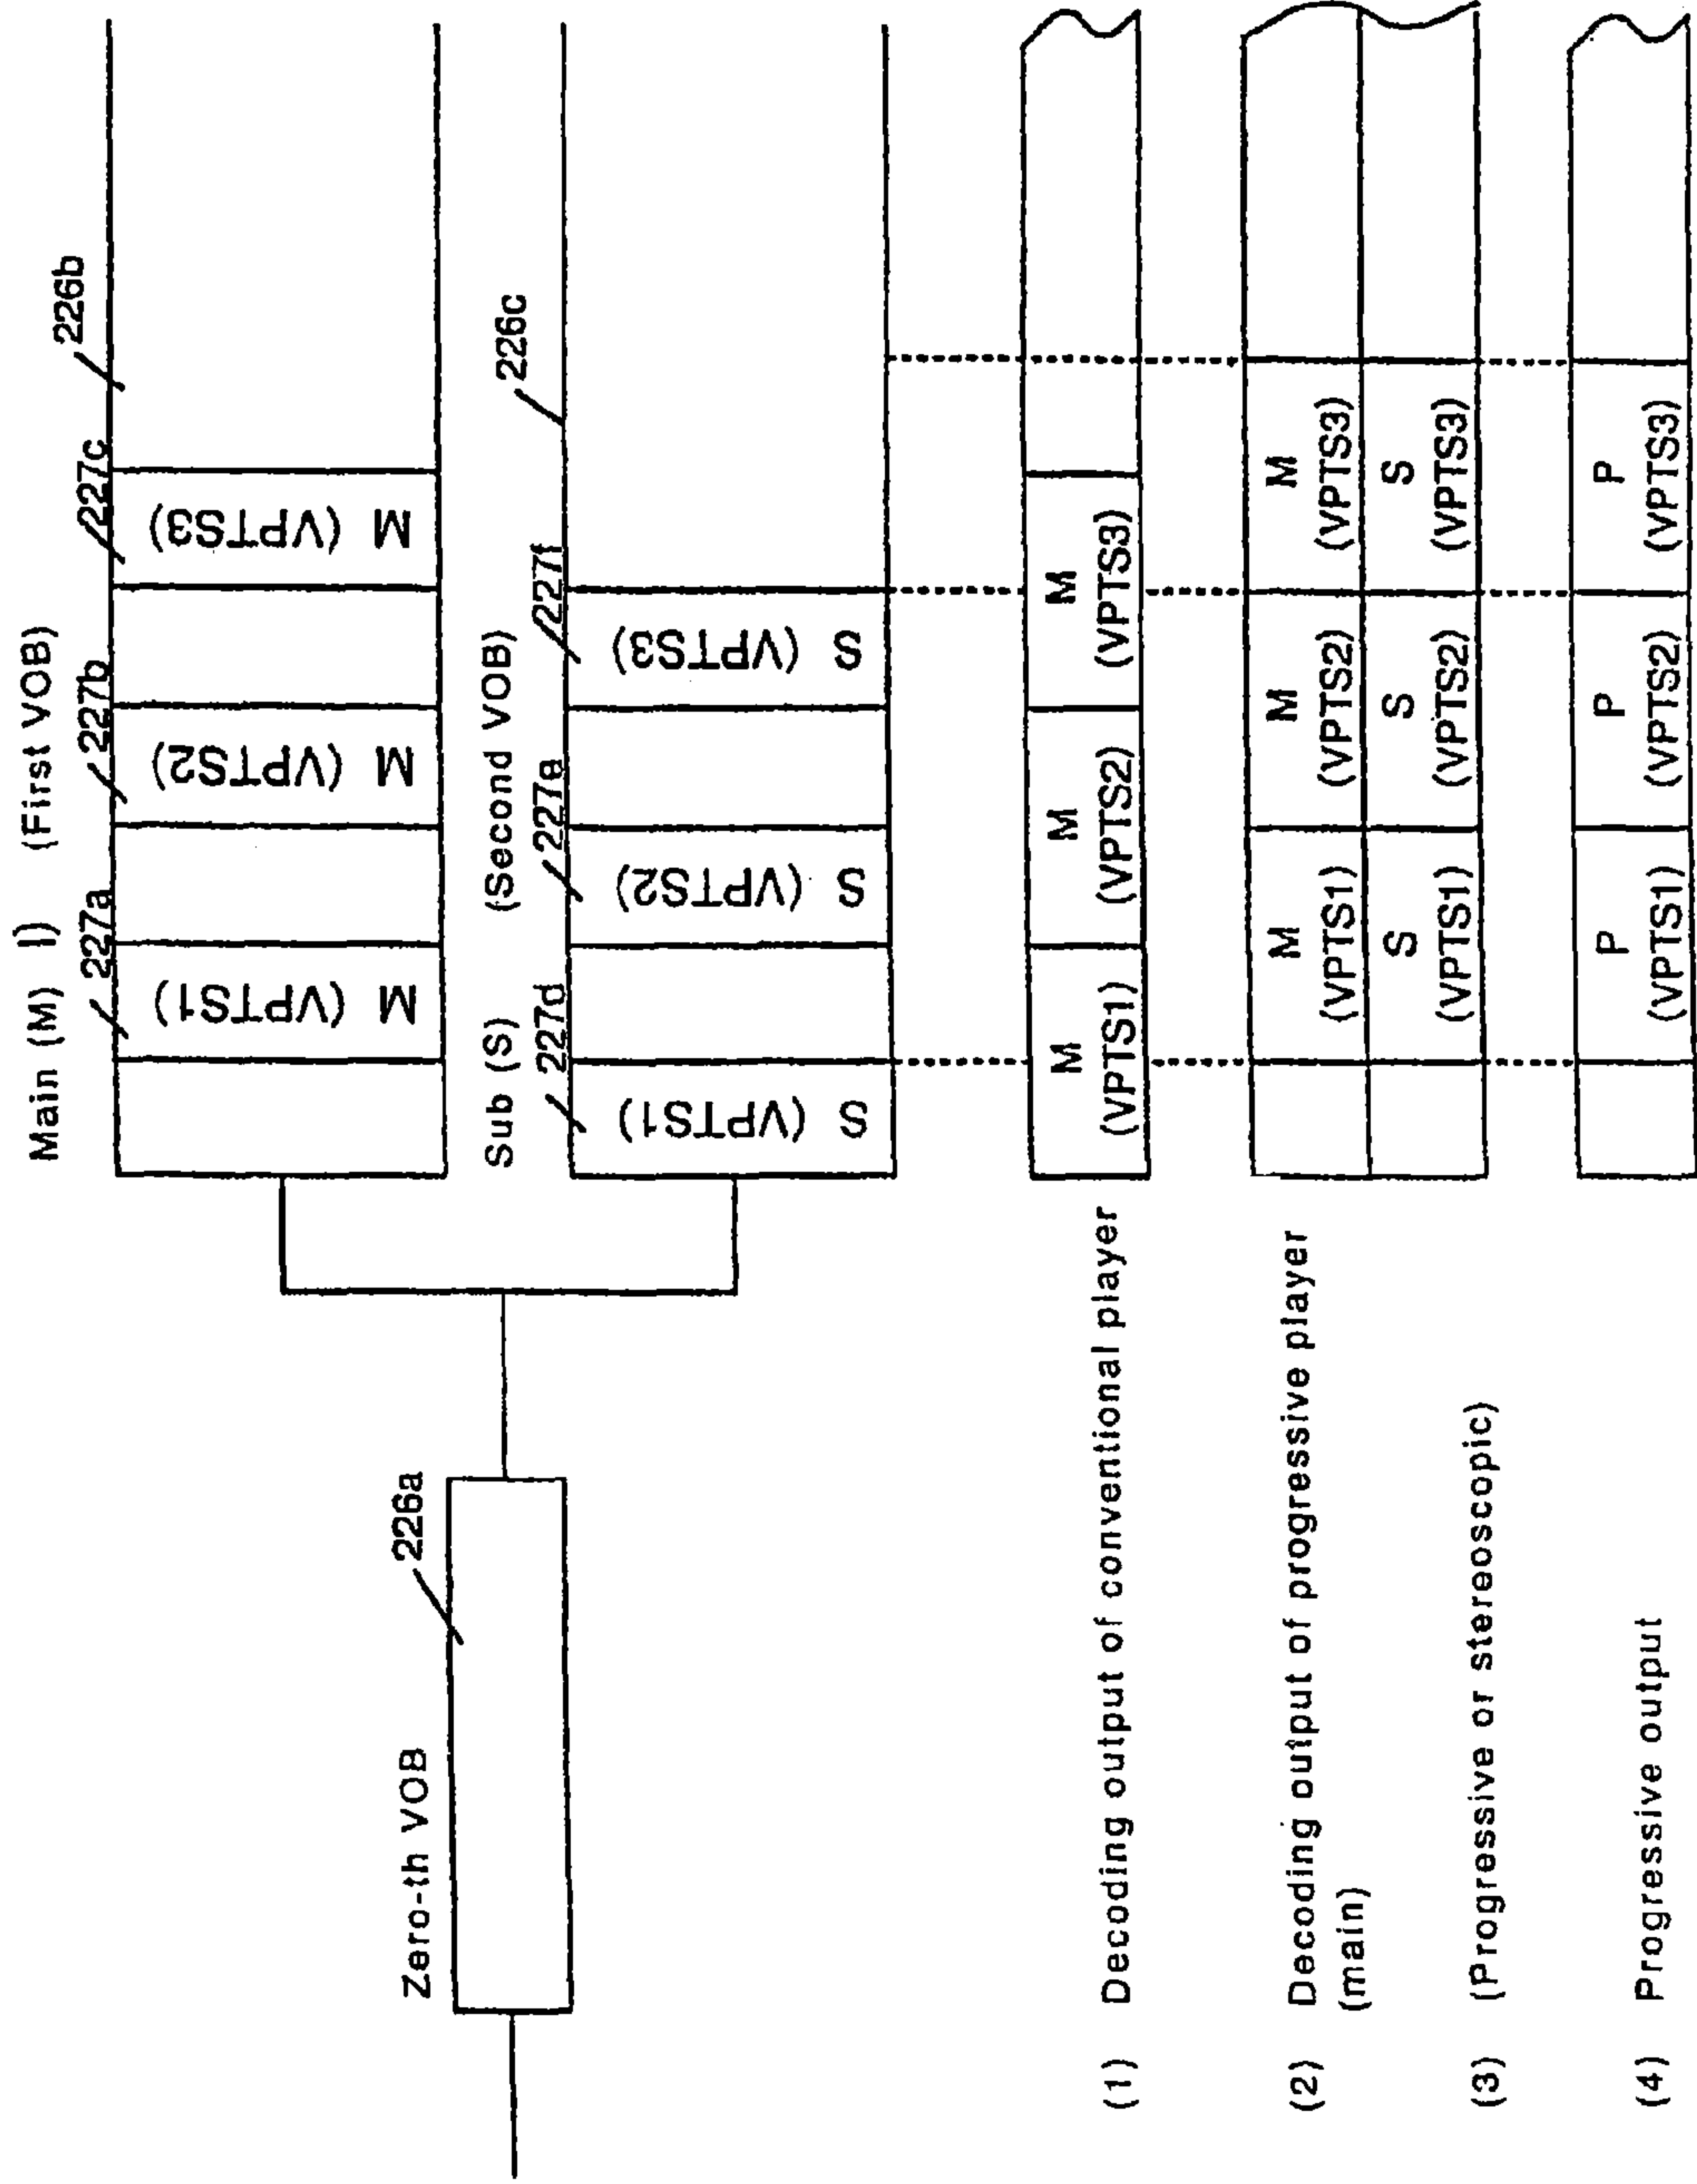 Main (M) I) (First VOB)
226b
227a
227b
227c
M (VPTS1)
M (VPTS2)
M (VPTS3)
Zero-th VOB
226a
Sub (S) (Second VOB)
226c
227d
227e
227f
S (VPTS1)
S (VPTS2)
S (VPTS3)
(1) Decoding output of conventional player
M
(VPTS1)
M
(VPTS2)
M
(VPTS3)
(2) Decoding output of progressive player
(main)
M
(VPTS1)
M
(VPTS2)
M
(VPTS3)
(3) (Progressive or stereoscopic)
S
(VPTS1)
S
(VPTS2)
S
(VPTS3)
(4) Progressive output
P
(VPTS1)
P
(VPTS2)
P
(VPTS3)